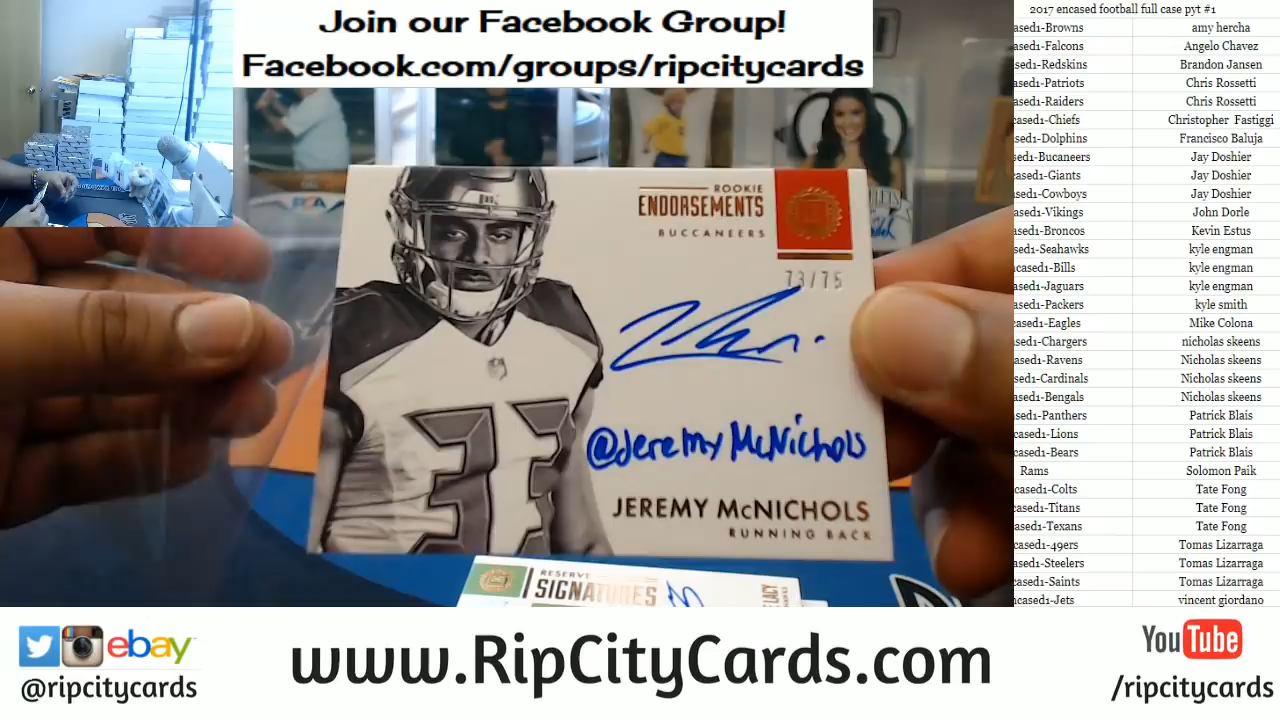 Join our Facebook Group!
Facebook.com/groups/ripcitycards
2017 encased football full case pyt #1
ased1-Browns amy hercha
ased1-Falcons Angelo Chavez
ased1-Redskins Brandon Jansen
ased1-Patriots Chris Rossetti
ased1-Raiders Chris Rossetti
ased1-Chiefs Christopher Fastiggi
ased1-Dolphins Francisco Baluja
sed1-Bucaneers Jay Doshier
ased1-Giants Jay Doshier
ased1-Cowboys Jay Doshier
ased1-Vikings John Dorle
ased1-Broncos Kevin Estus
ased1-Seahawks kyle engman
ncased1-Bills kyle engman
ased1-Jaguars kyle engman
ased1-Packers kyle smith
cased1-Eagles Mike Colona
ased1-Chargers nicholas skeens
ased1-Ravens Nicholas skeens
sed1-Cardinals Nicholas skeens
ased1-Bengals Nicholas skeens
sed1-Panthers Patrick Blais
cased1-Lions Patrick Blais
cased1-Bears Patrick Blais
Rams Solomon Paik
cased1-Colts Tate Fong
ased1-Titans Tate Fong
ased1-Texans Tate Fong
cased1-49ers Tomas Lizarraga
ased1-Steelers Tomas Lizarraga
cased1-Saints Tomas Lizarraga
ncased1-Jets vincent giordano
ROOKIE
ENDORSEMENTS
BUCCANEERS
73/75
@Jeremy McNichols
JEREMY McNICHOLS
RUNNING BACK
33
RESERVE
SIGNATURES
LACY
PSA
ebay
@ripcitycards
www.RipCityCards.com
YouTube
/ripcitycards